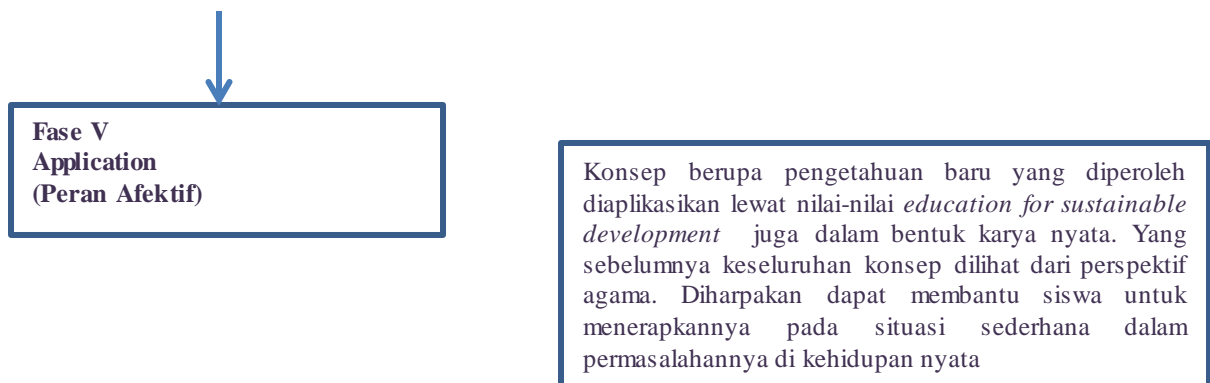 Fase V
Application
(Peran Afektif)
Konsep berupa pengetahuan baru yang diperoleh
diaplikasikan lewat nilai-nilai education for sustainable
development juga dalam bentuk karya nyata. Yang
sebelumnya keseluruhan konsep dilihat dari perspektif
agama. Diharpakan dapat membantu siswa untuk
menerapkannya pada situasi sederhana dalam
permasalahannya di kehidupan nyata